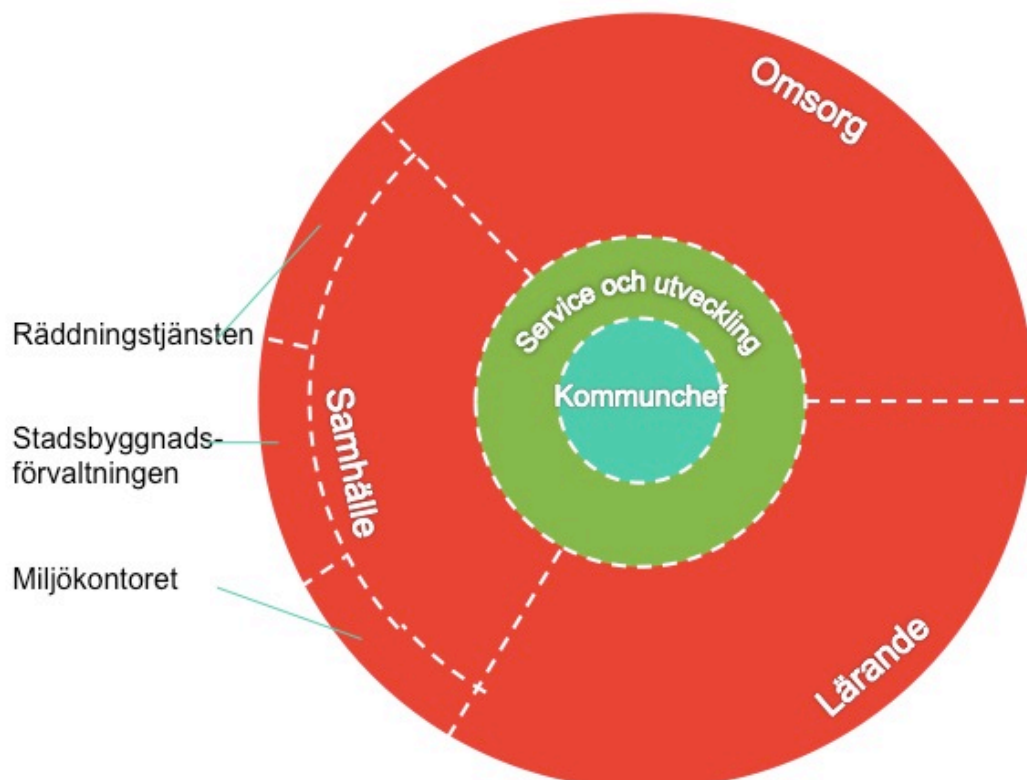 Omsorg
Service och utveckling
Kommunchef
Räddningstjänsten
Samhälle
Stadsbyggnads-
förvaltningen
Miljökontoret
Lärande